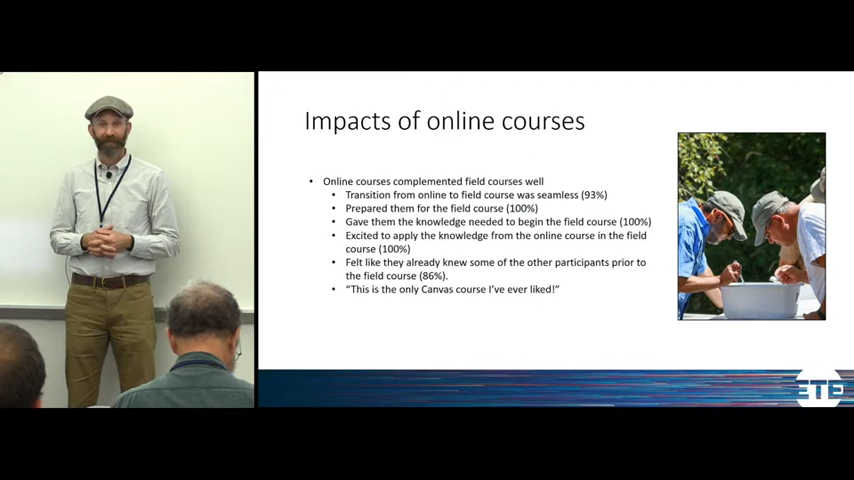 Impacts of online courses
• Online courses complemented field courses well
• Transition from online to field course was seamless (93%)
• Prepared them for the field course (100%)
• Gave them the knowledge needed to begin the field course (100%)
• Excited to apply the knowledge from the online course in the field
course (100%)
• Felt like they already knew some of the other participants prior to
the field course (86%).
• “This is the only Canvas course I’ve ever liked!”
ETE